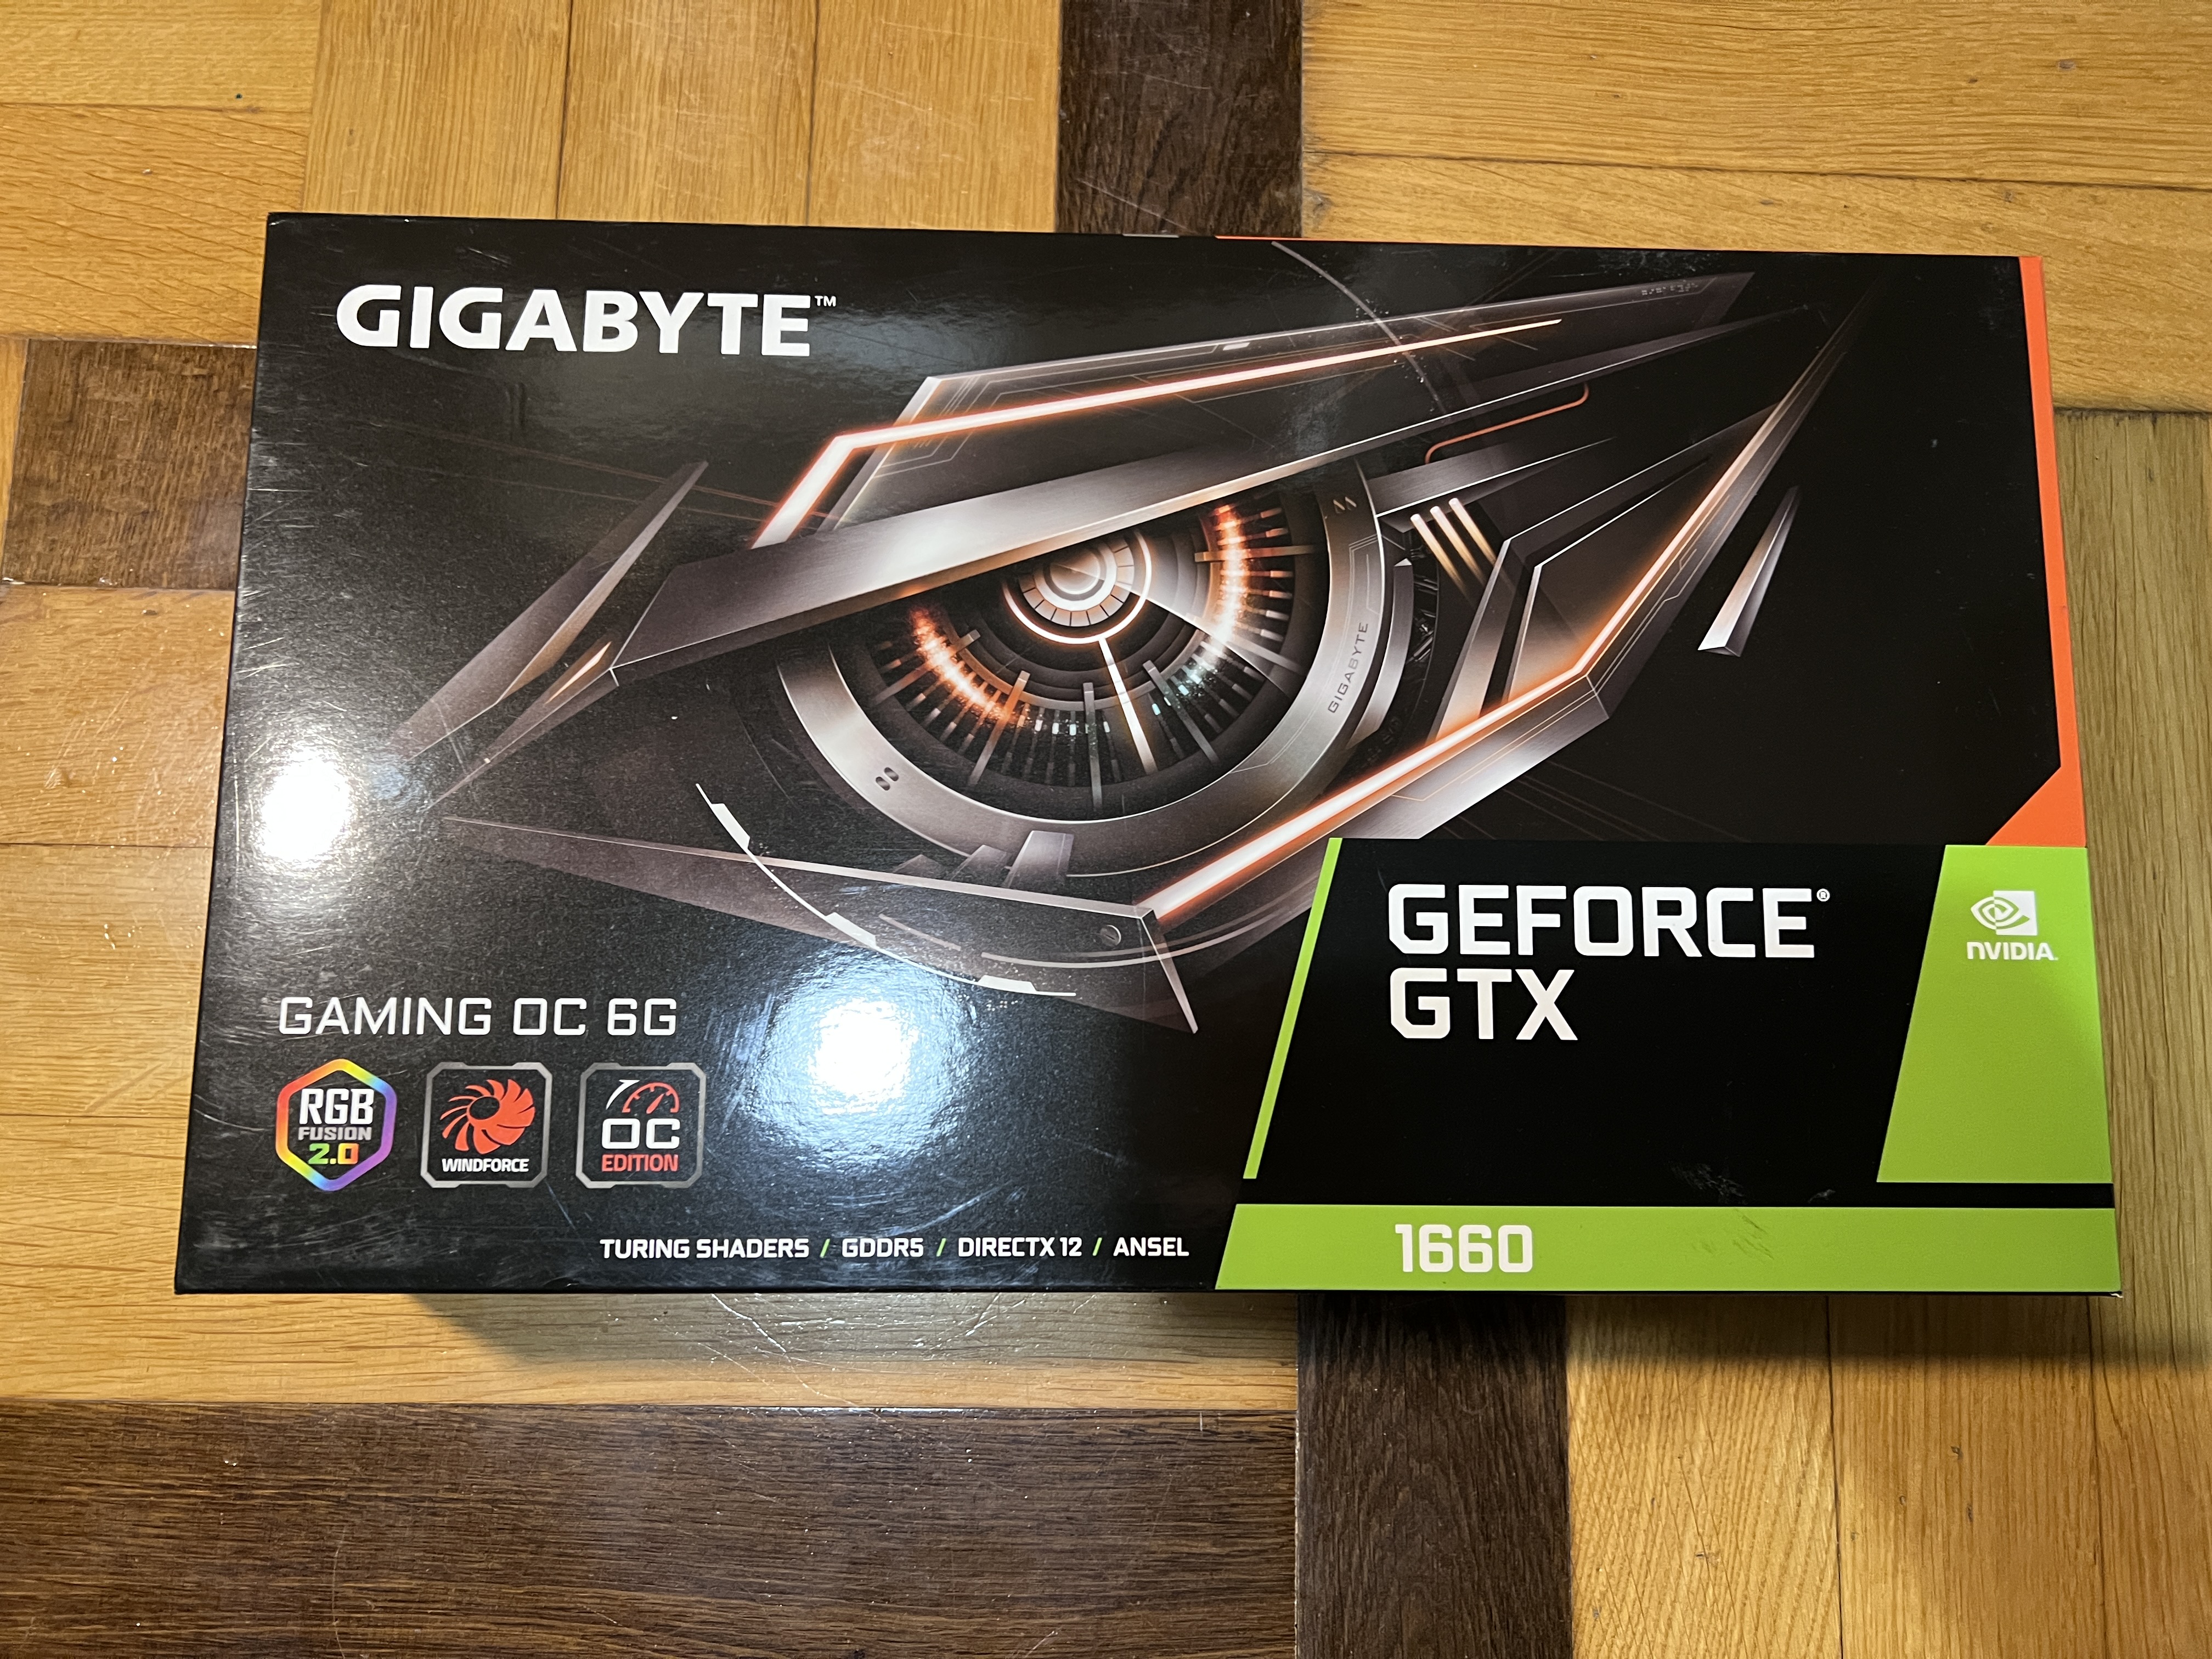 GIGABYTE™
GIGABYTE
GAMING OC 6G
RGB
FUSION
2.0
WINDFORCE
OC
EDITION
TURING SHADERS / GDDR5 / DIRECTX 12 / ANSEL
GEFORCE®
GTX
nVIDIA.
1660